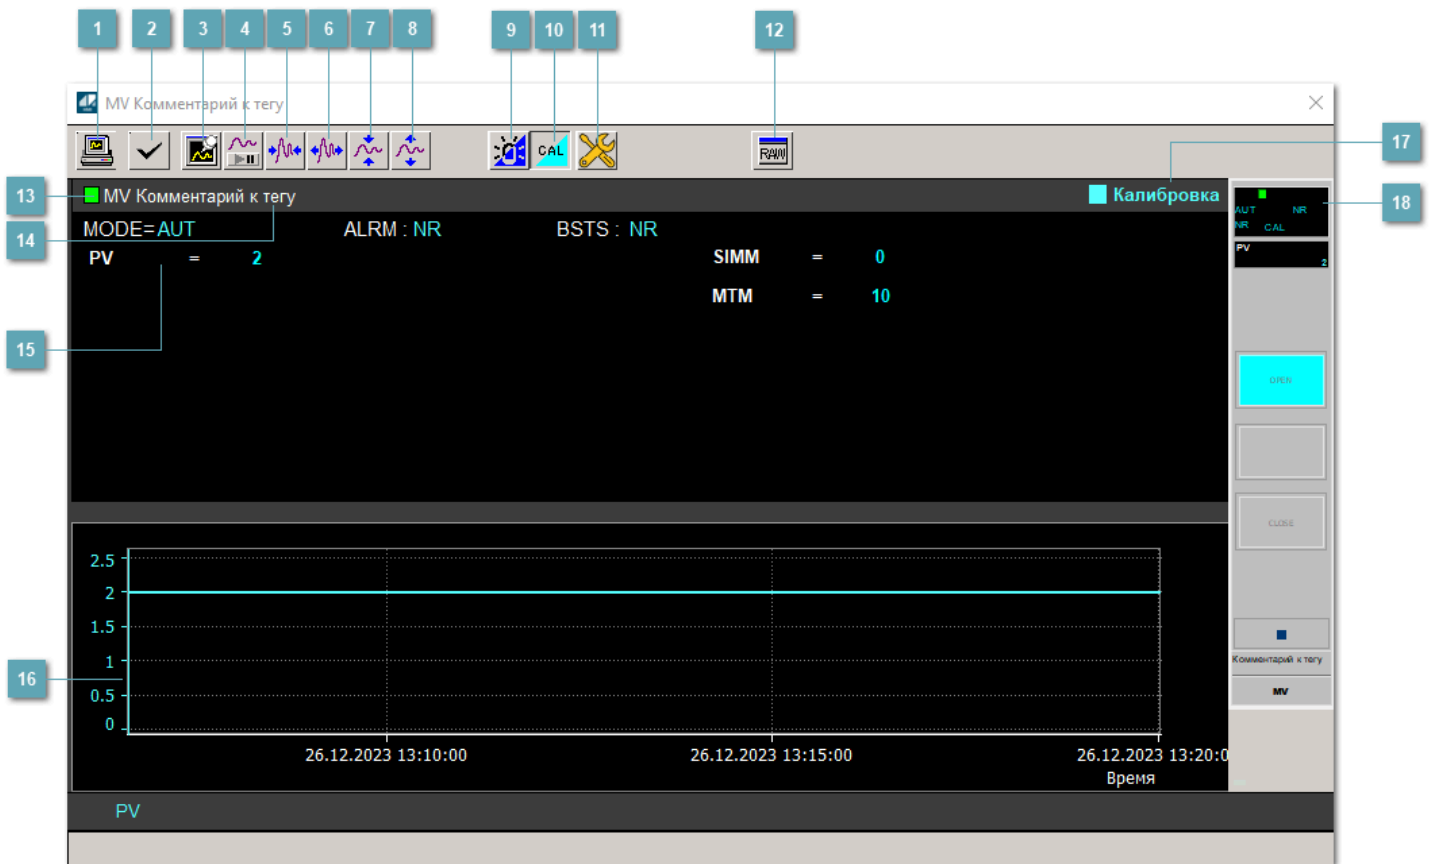 1 2 3 4 5 6 7 8 9 10 11 12
MV Комментарий к тегу
CAL RAW
17
13 MV Комментарий к тегу Калибровка
18
AUT NR
NR CAL
14
MODE=AUT ALRM : NR BSTS : NR
PV = 2 SIMM = 0
PV
2
MTM = 10
15
OPEN
CLOSE
2.5
2
1.5
1
0.5
0
16
Комментарий к тегу
MV
26.12.2023 13:10:00 26.12.2023 13:15:00 26.12.2023 13:20:0
Время
PV